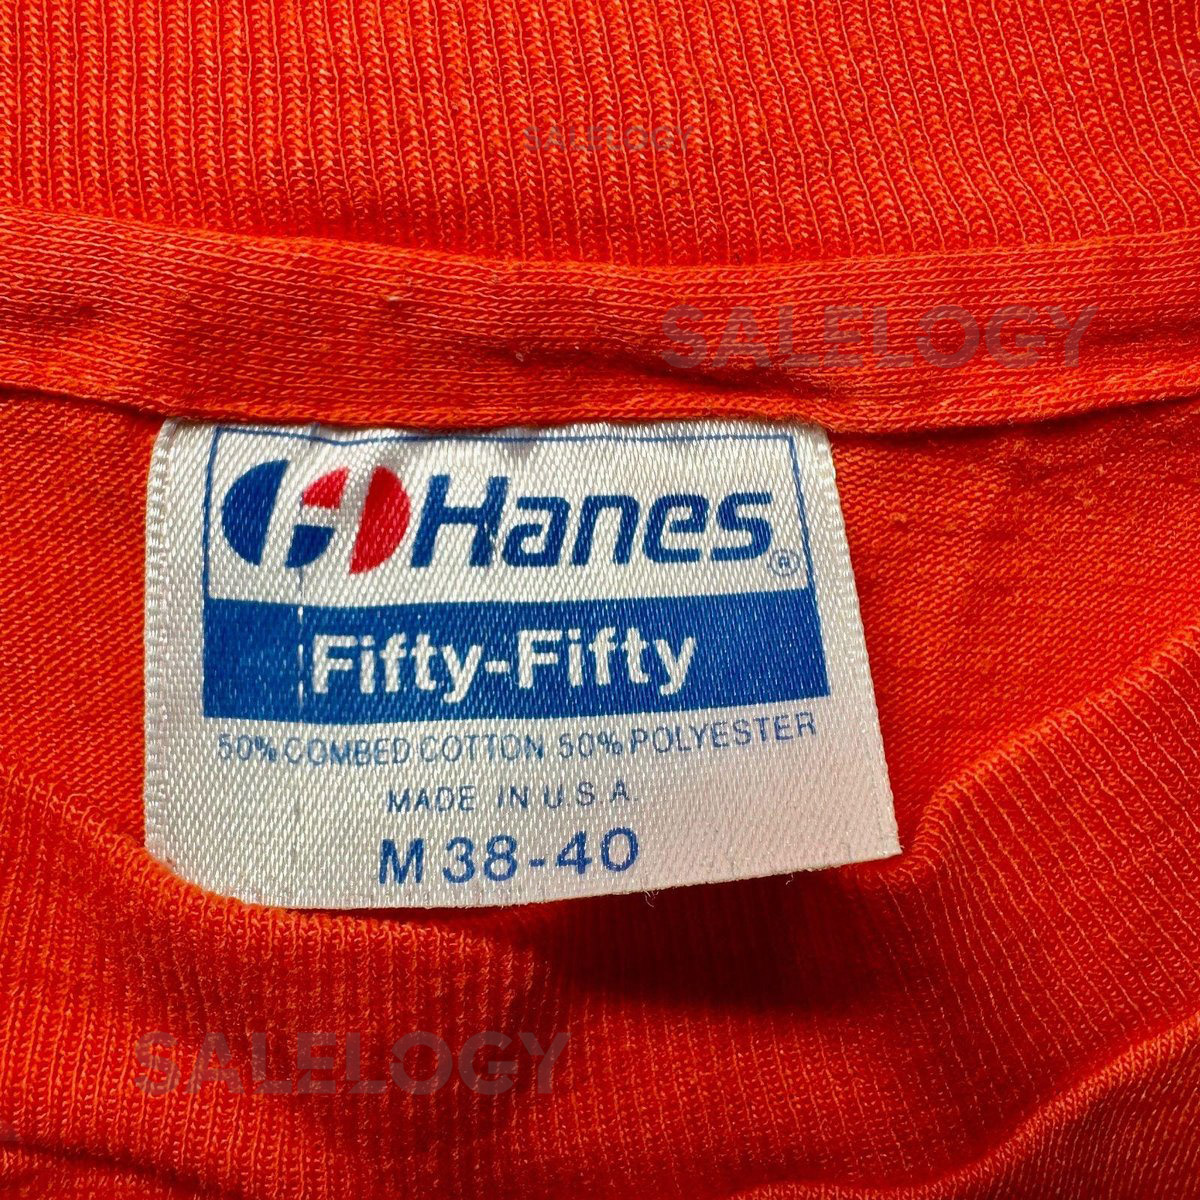 SALELOGY
SALELOGY
Hanes®
Fifty-Fifty
50% COMBED COTTON 50% POLYESTER
MADE IN U.S.A.
M 38-40
SALELOGY